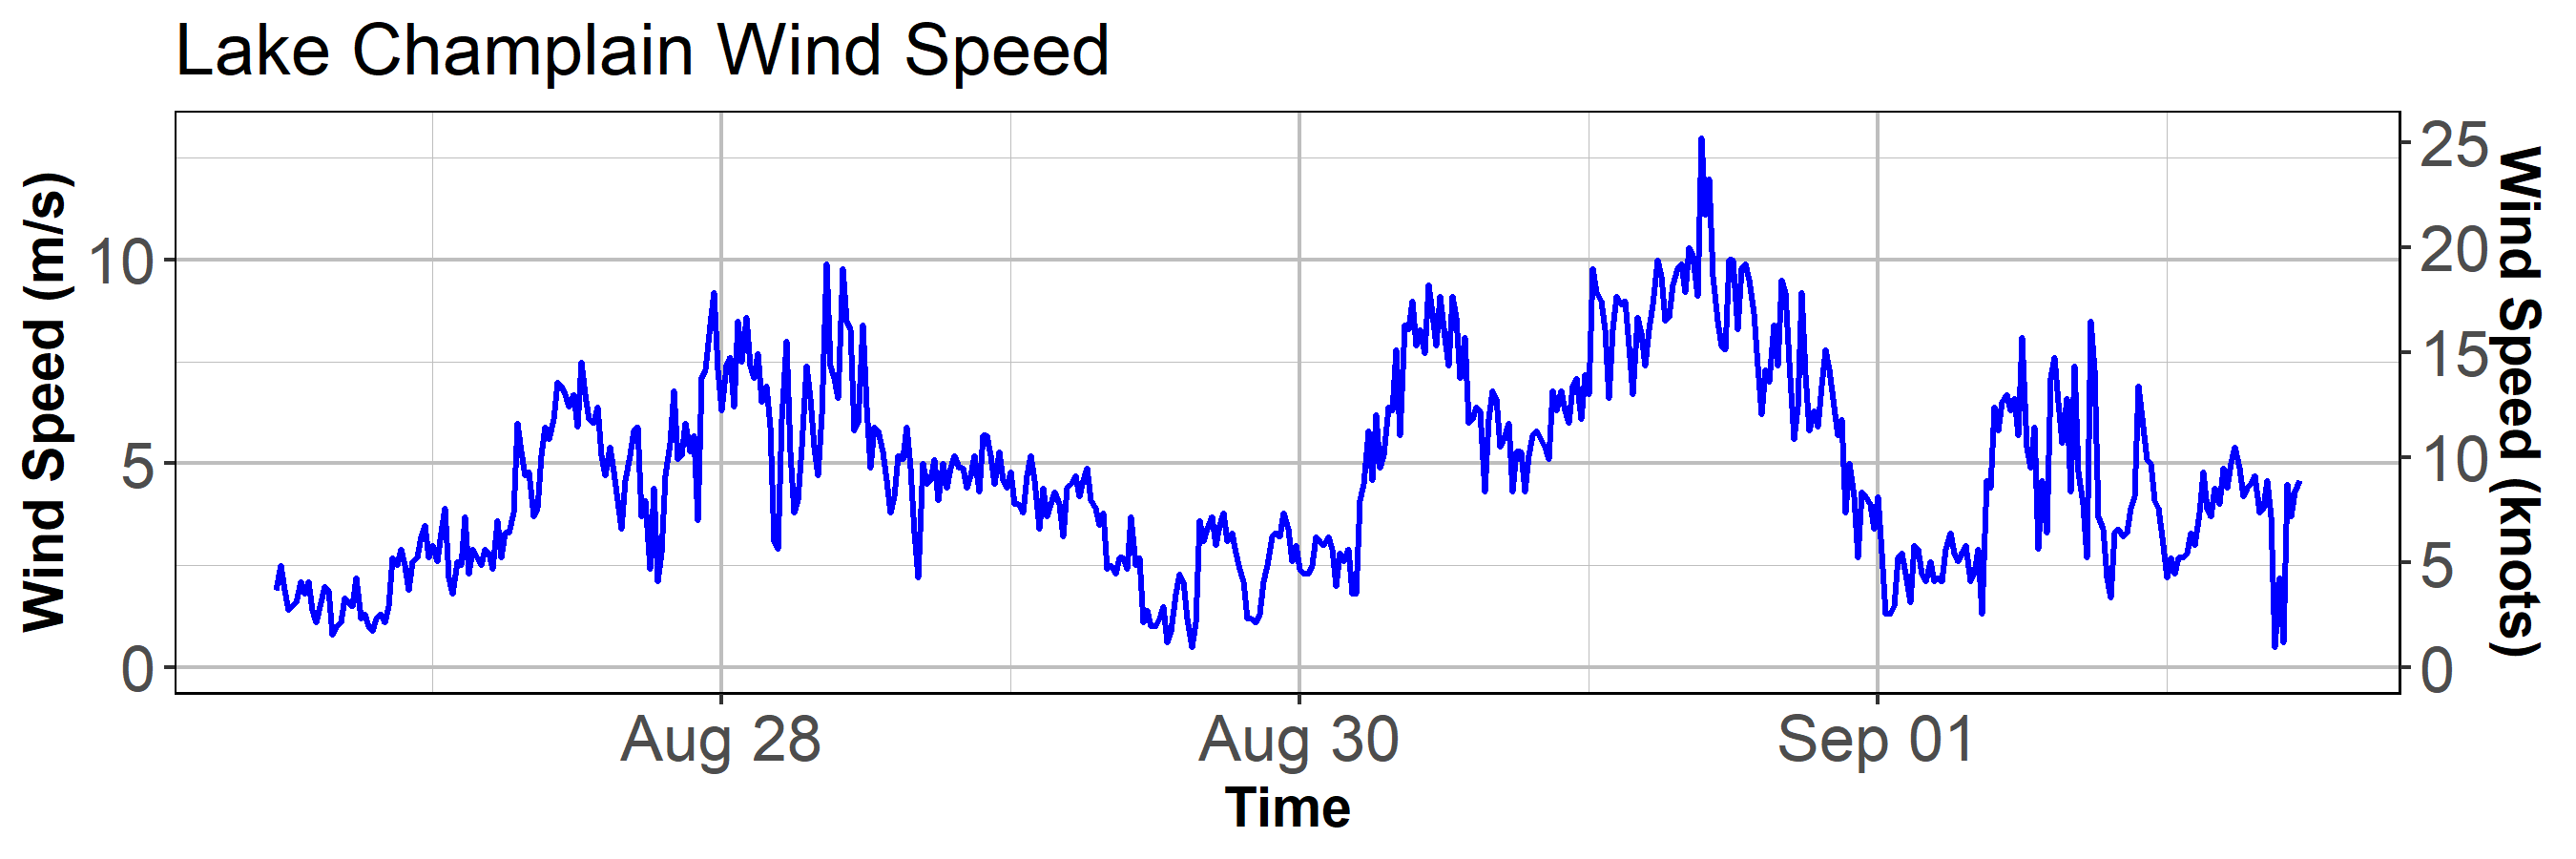 Lake Champlain Wind Speed
Wind Speed (m/s)
10
5
0
25
20
15
10
5
0
Wind Speed (knots)
Aug 28
Aug 30
Sep 01
Time